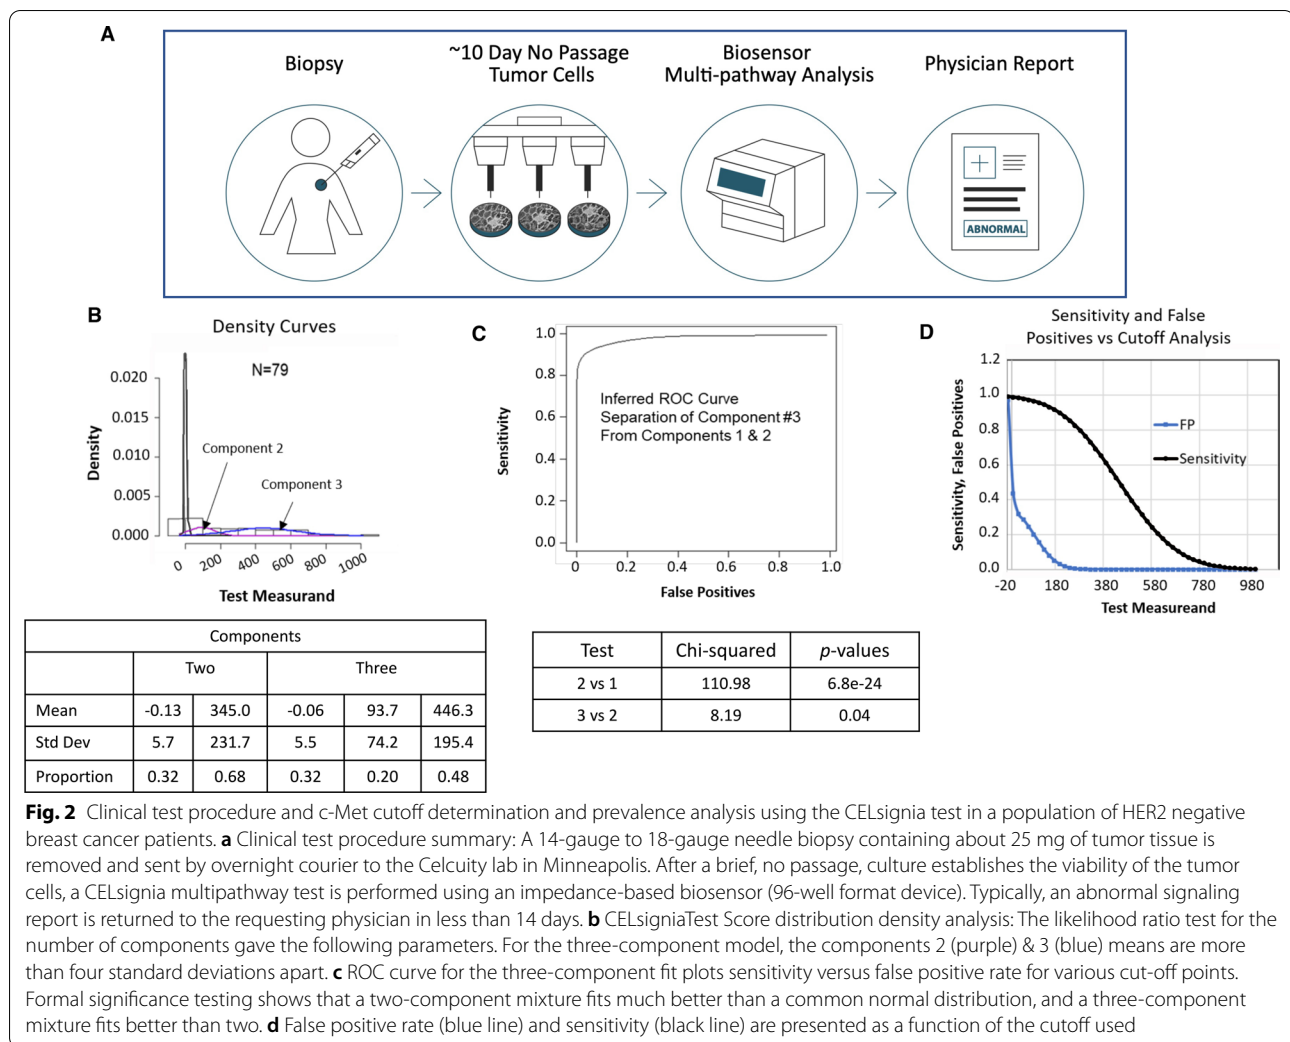 A
Biopsy
~10 Day No Passage
Tumor Cells
Biosensor
Multi-pathway Analysis
Physician Report
ABNORMAL
B
Density Curves
N=79
Density
0.020
0.015
0.010
0.005
0.000
Component 2
Component 3
0 200 400 600 800 1000
Test Measurand
C
Sensitivity
1.0
0.8
0.6
0.4
0.2
0.0
Inferred ROC Curve
Separation of Component #3
From Components 1 & 2
0 0.2 0.4 0.6 0.8 1.0
False Positives
D
Sensitivity and False
Positives vs Cutoff Analysis
Sensitivity, False Positives
1.2
1.0
0.8
0.6
0.4
0.2
0.0
FP
Sensitivity
-20 180 380 580 780 980
Test Measureand
Components
Two Three
Mean -0.13 345.0 -0.06 93.7 446.3
Std Dev 5.7 231.7 5.5 74.2 195.4
Proportion 0.32 0.68 0.32 0.20 0.48
Test Chi-squared p-values
2 vs 1 110.98 6.8e-24
3 vs 2 8.19 0.04
Fig. 2 Clinical test procedure and c-Met cutoff determination and prevalence analysis using the CELsignia test in a population of HER2 negative
breast cancer patients. a Clinical test procedure summary: A 14-gauge to 18-gauge needle biopsy containing about 25 mg of tumor tissue is
removed and sent by overnight courier to the Celcuity lab in Minneapolis. After a brief, no passage, culture establishes the viability of the tumor
cells, a CELsignia multipathway test is performed using an impedance-based biosensor (96-well format device). Typically, an abnormal signaling
report is returned to the requesting physician in less than 14 days. b CELsigniaTest Score distribution density analysis: The likelihood ratio test for the
number of components gave the following parameters. For the three-component model, the components 2 (purple) & 3 (blue) means are more
than four standard deviations apart. c ROC curve for the three-component fit plots sensitivity versus false positive rate for various cut-off points.
Formal significance testing shows that a two-component mixture fits much better than a common normal distribution, and a three-component
mixture fits better than two. d False positive rate (blue line) and sensitivity (black line) are presented as a function of the cutoff used